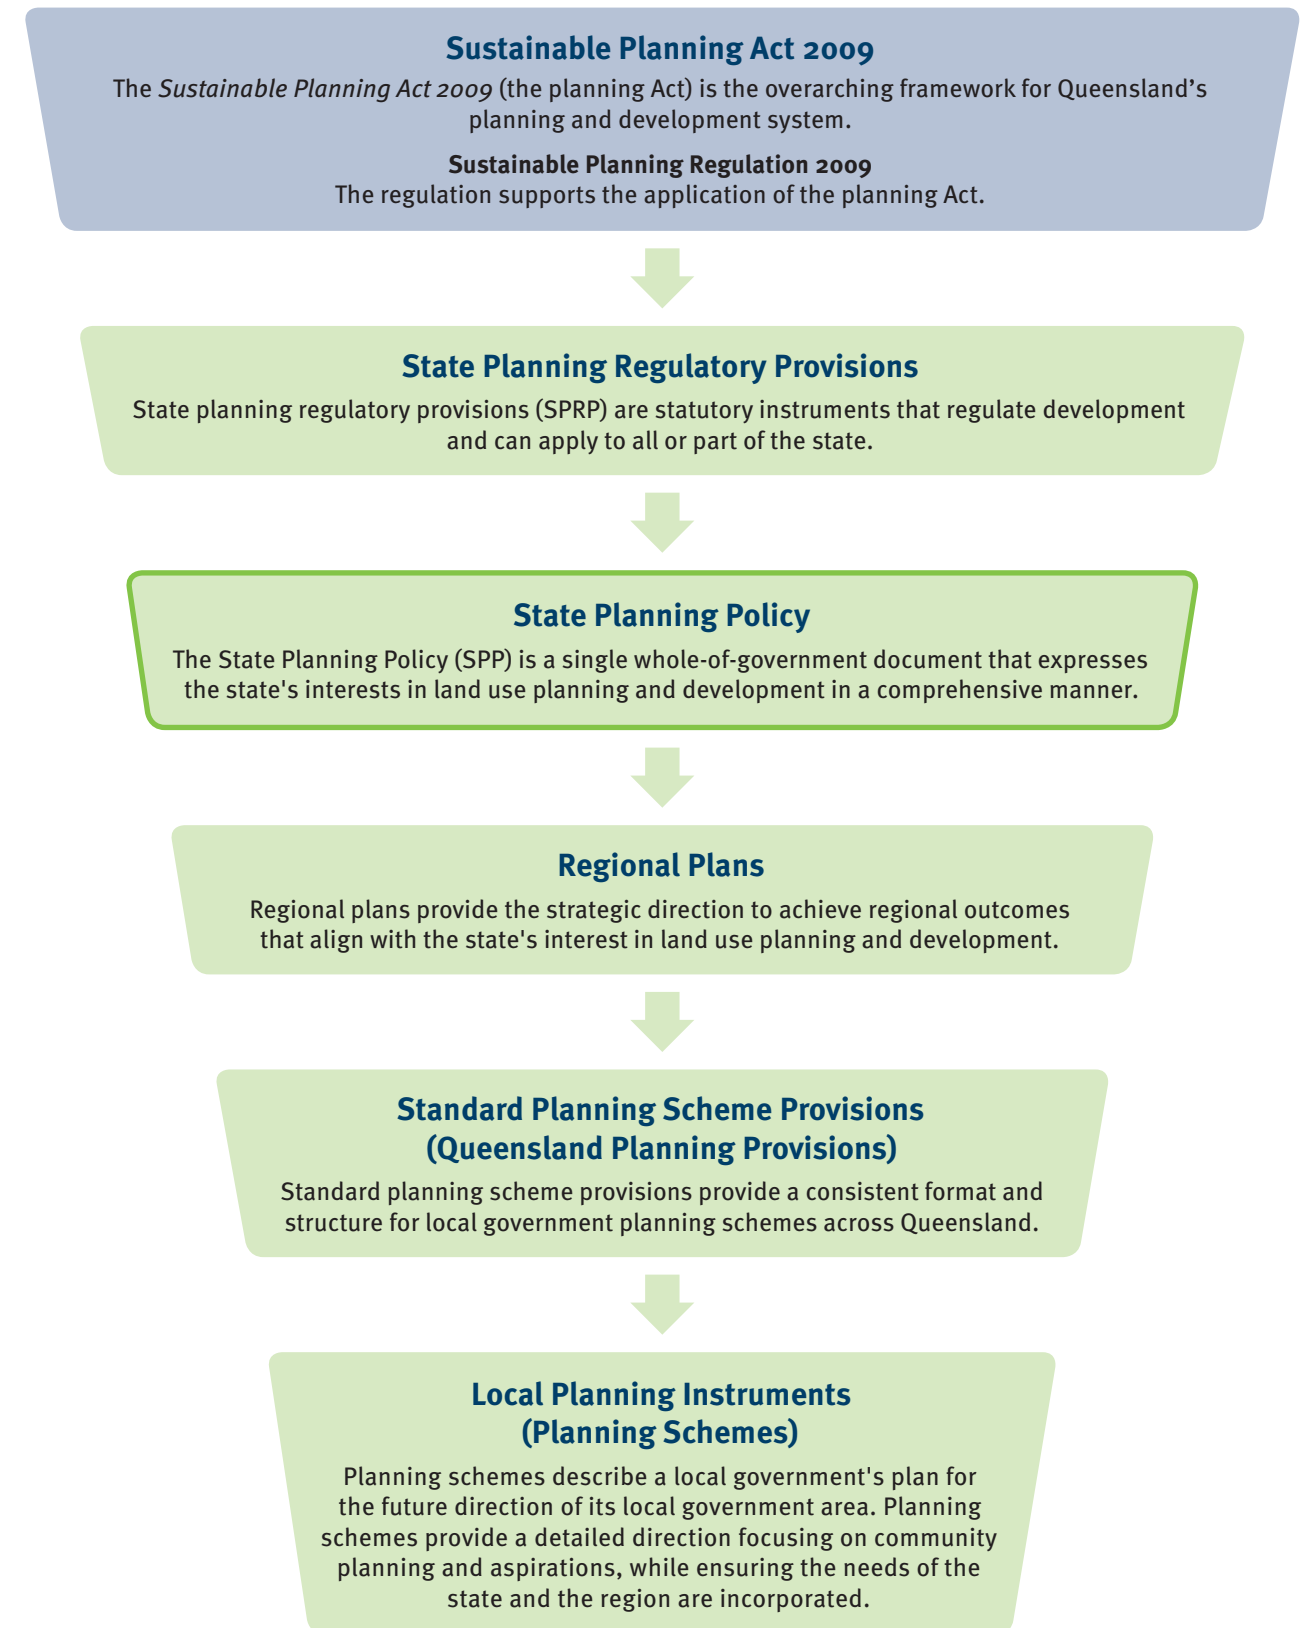 Sustainable Planning Act 2009
The Sustainable Planning Act 2009 (the planning Act) is the overarching framework for Queensland’s
planning and development system.
Sustainable Planning Regulation 2009
The regulation supports the application of the planning Act.
State Planning Regulatory Provisions
State planning regulatory provisions (SPRP) are statutory instruments that regulate development
and can apply to all or part of the state.
State Planning Policy
The State Planning Policy (SPP) is a single whole-of-government document that expresses
the state's interests in land use planning and development in a comprehensive manner.
Regional Plans
Regional plans provide the strategic direction to achieve regional outcomes
that align with the state's interest in land use planning and development.
Standard Planning Scheme Provisions
(Queensland Planning Provisions)
Standard planning scheme provisions provide a consistent format and
structure for local government planning schemes across Queensland.
Local Planning Instruments
(Planning Schemes)
Planning schemes describe a local government's plan for
the future direction of its local government area. Planning
schemes provide a detailed direction focusing on community
planning and aspirations, while ensuring the needs of the
state and the region are incorporated.